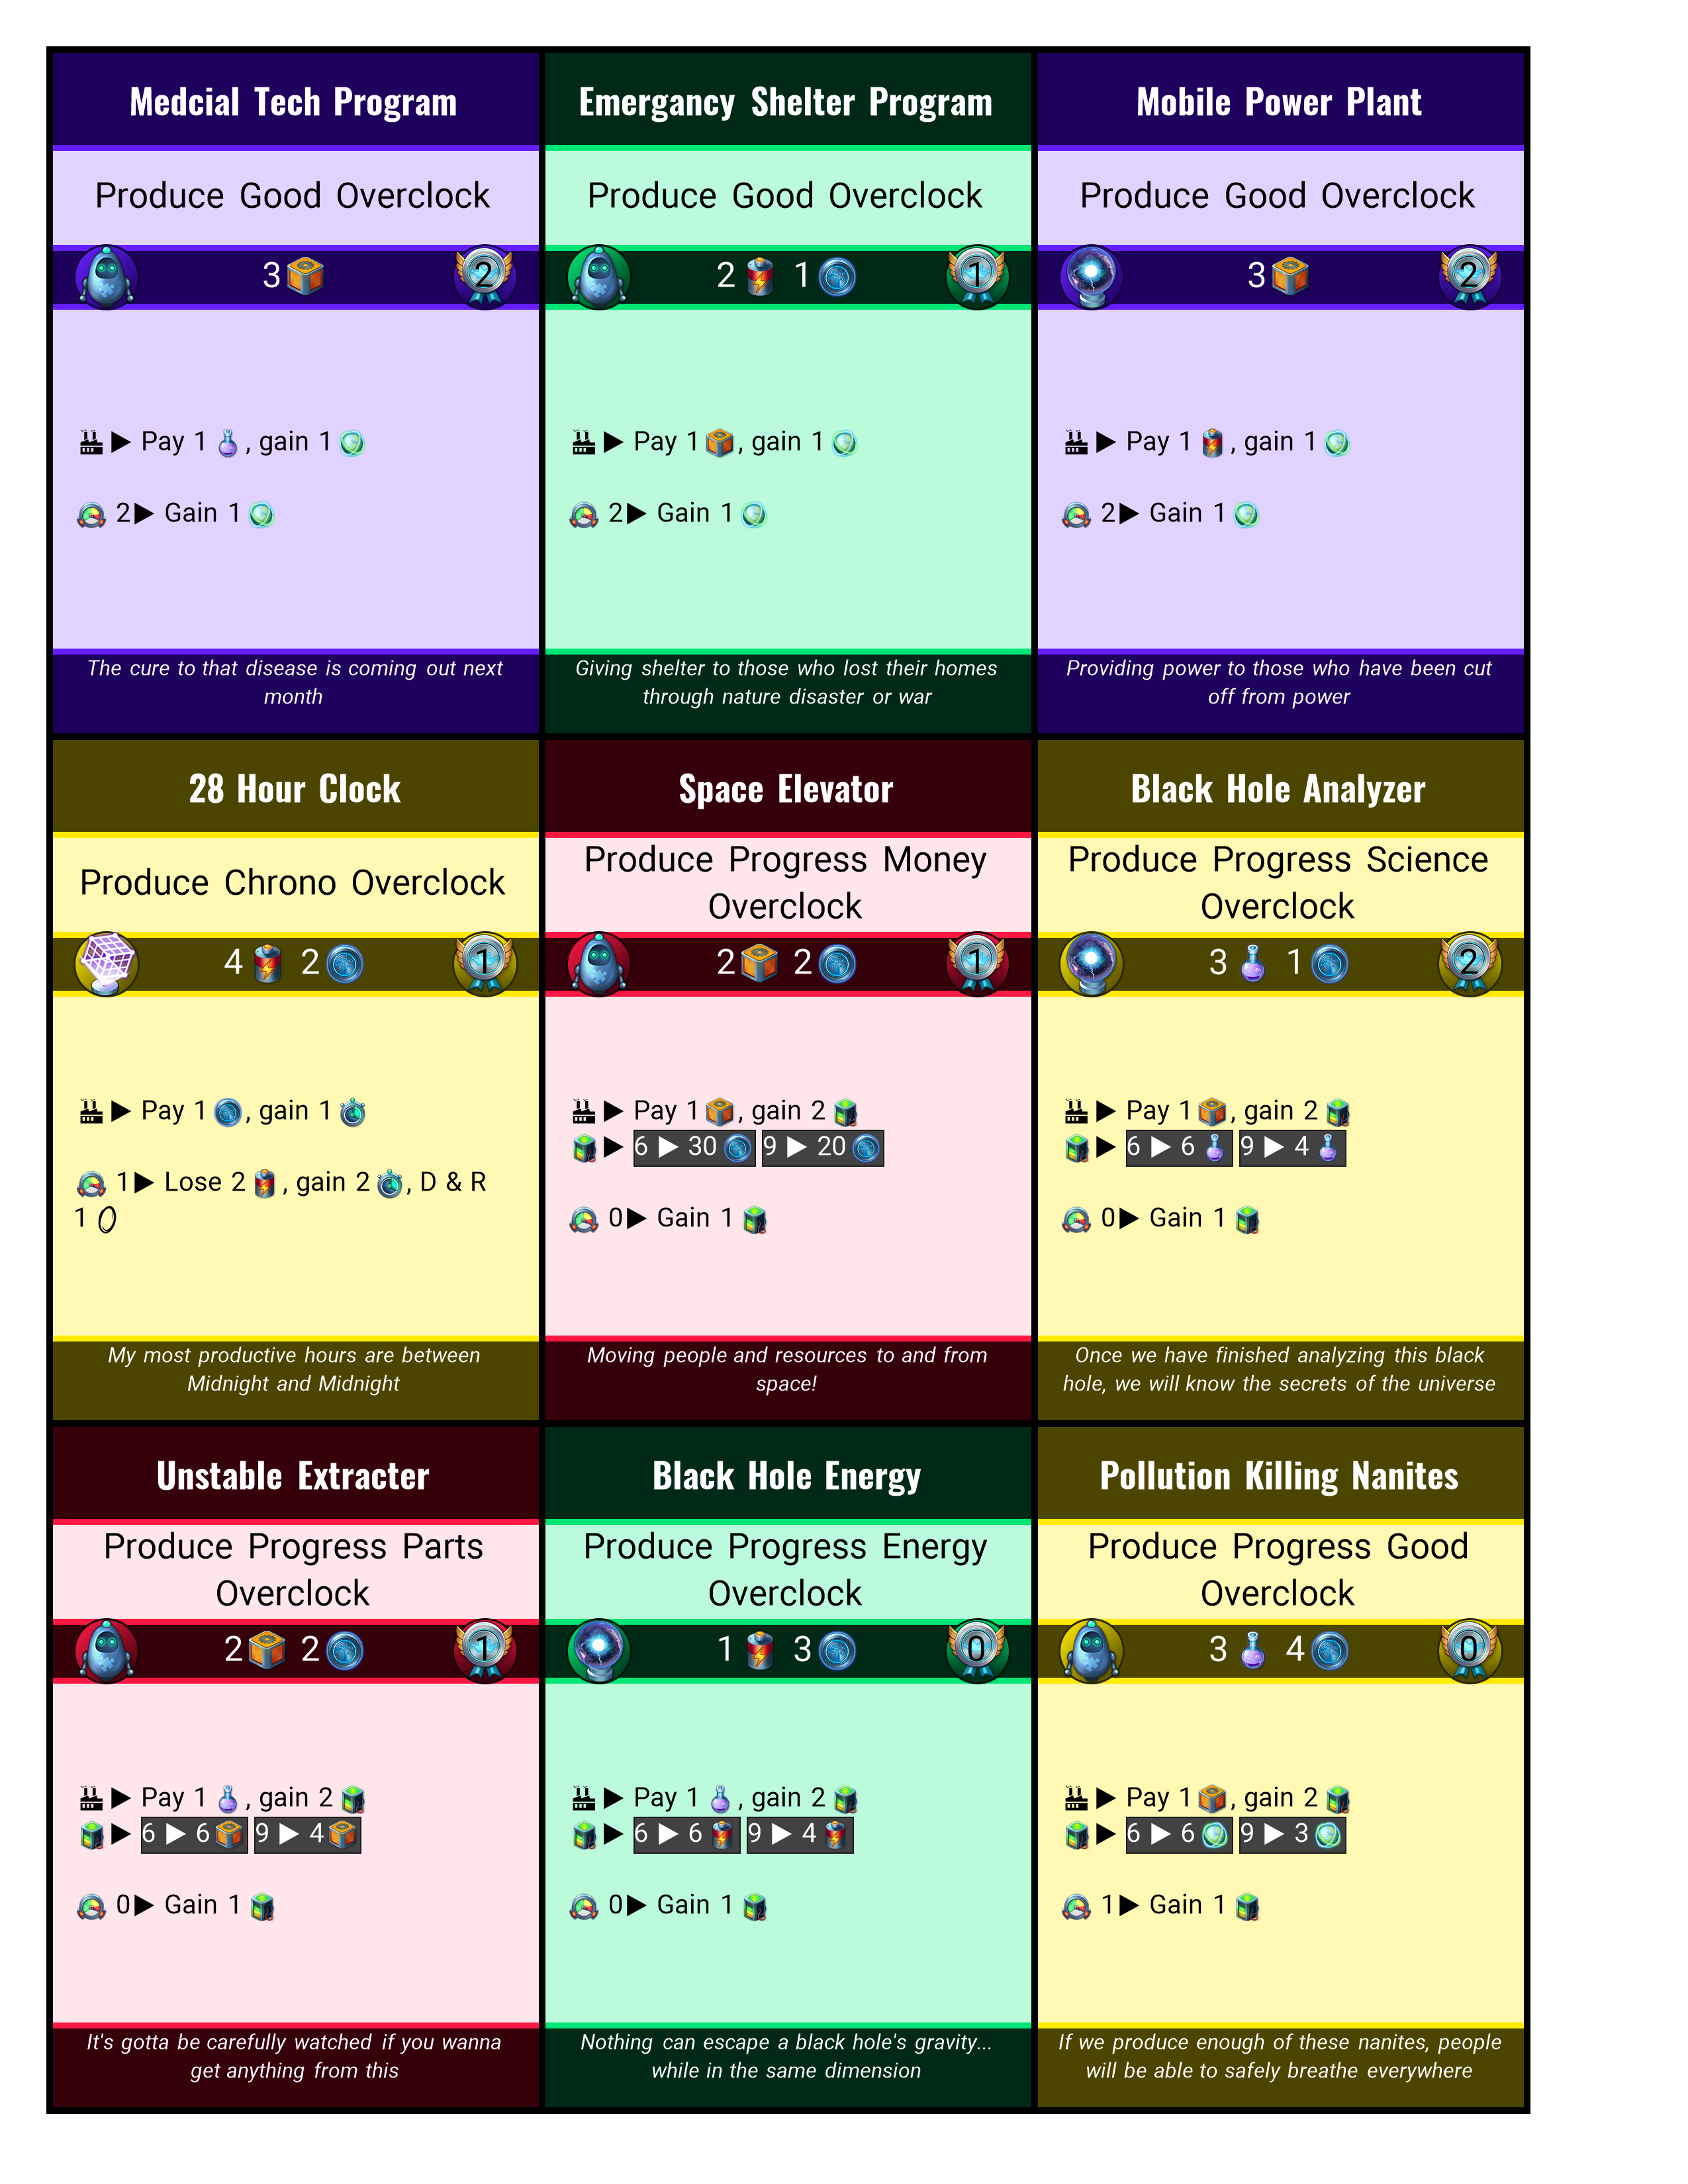 Medcial Tech Program
Produce Good Overclock
3
2
Pay 1 , gain 1
2 Gain 1
The cure to that disease is coming out next
month
Emergancy Shelter Program
Produce Good Overclock
2 1
1
Pay 1 , gain 1
2 Gain 1
Giving shelter to those who lost their homes
through nature disaster or war
Mobile Power Plant
Produce Good Overclock
3
2
Pay 1 , gain 1
2 Gain 1
Providing power to those who have been cut
off from power
28 Hour Clock
Produce Chrono Overclock
4 2
1
Pay 1 , gain 1
1 Lose 2 , gain 2 , D & R
1
My most productive hours are between
Midnight and Midnight
Space Elevator
Produce Progress Money
Overclock
2 2
1
Pay 1 , gain 2
6 30 9 20
0 Gain 1
Moving people and resources to and from
space!
Black Hole Analyzer
Produce Progress Science
Overclock
3 1
2
Pay 1 , gain 2
6 6 9 4
0 Gain 1
Once we have finished analyzing this black
hole, we will know the secrets of the universe
Unstable Extracter
Produce Progress Parts
Overclock
2 2
1
Pay 1 , gain 2
6 6 9 4
0 Gain 1
It's gotta be carefully watched if you wanna
get anything from this
Black Hole Energy
Produce Progress Energy
Overclock
1 3
0
Pay 1 , gain 2
6 6 9 4
0 Gain 1
Nothing can escape a black hole's gravity...
while in the same dimension
Pollution Killing Nanites
Produce Progress Good
Overclock
3 4
0
Pay 1 , gain 2
6 6 9 3
1 Gain 1
If we produce enough of these nanites, people
will be able to safely breathe everywhere